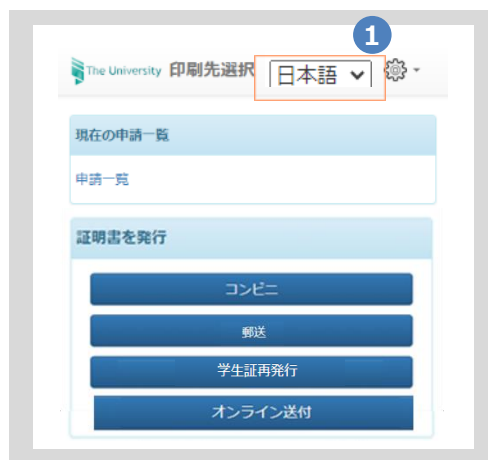 1
The University 印刷先選択 日本語
現在の申請一覧
申請一覧
証明書を発行
コンビニ
郵送
学生証再発行
オンライン送付